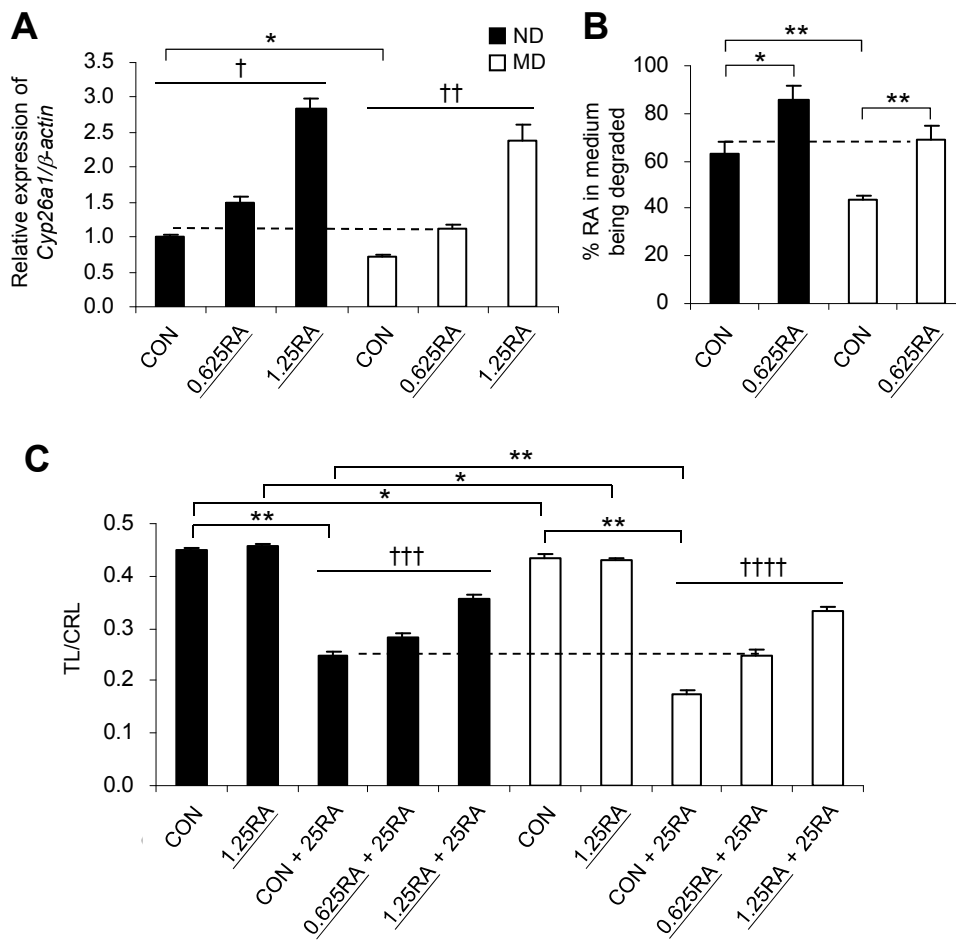 A
ND
MD
Relative expression of
Cyp26a1/β-actin
3.5
3.0
2.5
2.0
1.5
1.0
0.5
0.0
*
†
††
CON
0.625RA
1.25RA
CON
0.625RA
1.25RA
B
% RA in medium
being degraded
100
80
60
40
20
0
**
*
**
CON
0.625RA
CON
0.625RA
C
TL/CRL
0.5
0.4
0.3
0.2
0.1
0.0
**
*
*
**
**
†††
††††
CON
1.25RA
CON + 25RA
0.625RA + 25RA
1.25RA + 25RA
CON
1.25RA
CON + 25RA
0.625RA + 25RA
1.25RA + 25RA